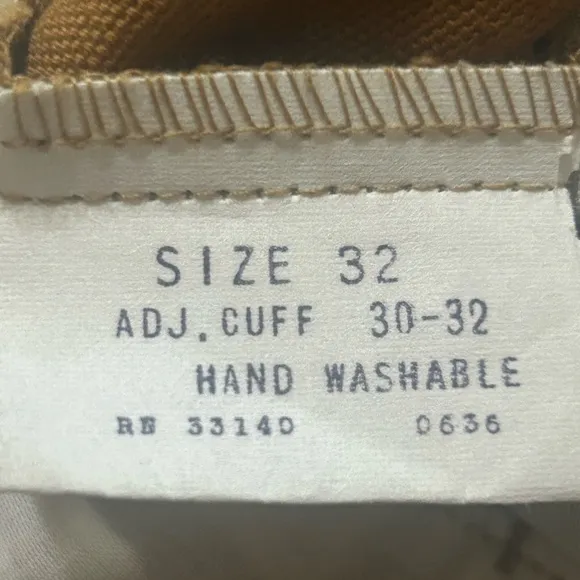 SIZE 32
ADJ. CUFF 30-32
HAND WASHABLE
RN 33140 0636